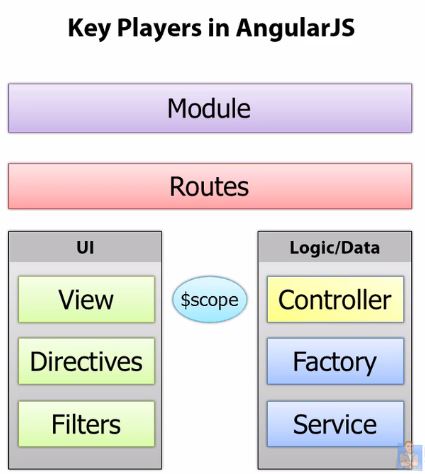 Key Players in AngularJS
Module
Routes
UI
View
Directives
Filters
$scope
Logic/Data
Controller
Factory
Service